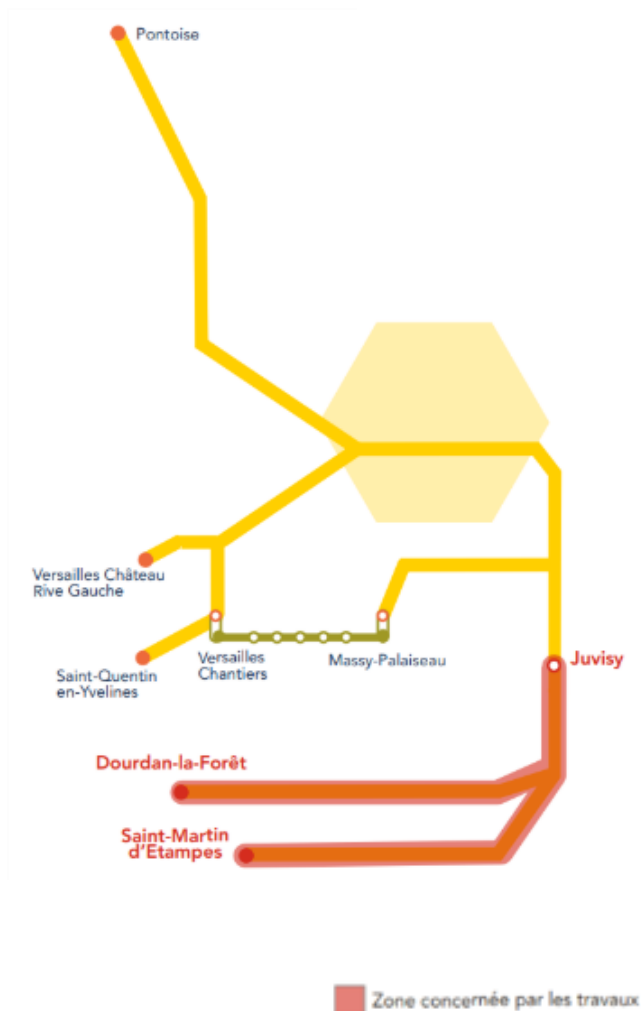 Pontoise
Versailles Château
Rive Gauche
Saint-Quentin
en-Yvelines
Versailles
Chantiers
Massy-Palaiseau
Juvisy
Dourdan-la-Forêt
Saint-Martin
d'Etampes
Zone concernée par les travaux